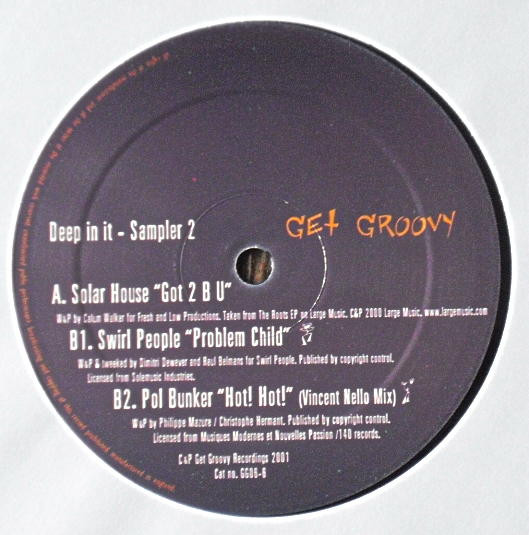 Deep in it - Sampler 2
GEt GROOVY
A. Solar House "Got 2 B U"
W&P by Calum Walker for Fresh and Low Productions. Taken from The Roots EP on Large Music. C&P 2000 Large Music. www.largemusic.com
B1. Swirl People "Problem Child"
W&P & tweeked by Dimitri Dewever and Raul Belmans for Swirl People. Published by copyright control.
Licensed from Solemusic Industries.
B2. Pol Bunker "Hot! Hot!" (Vincent Nello Mix)
W&P by Philippe Mazure / Christophe Hermant. Published by copyright control.
Licensed from Musiques Modernes et Nouvelles Passion /140 records.
C&P Get Groovy Recordings 2001
Cat no. GG06-6